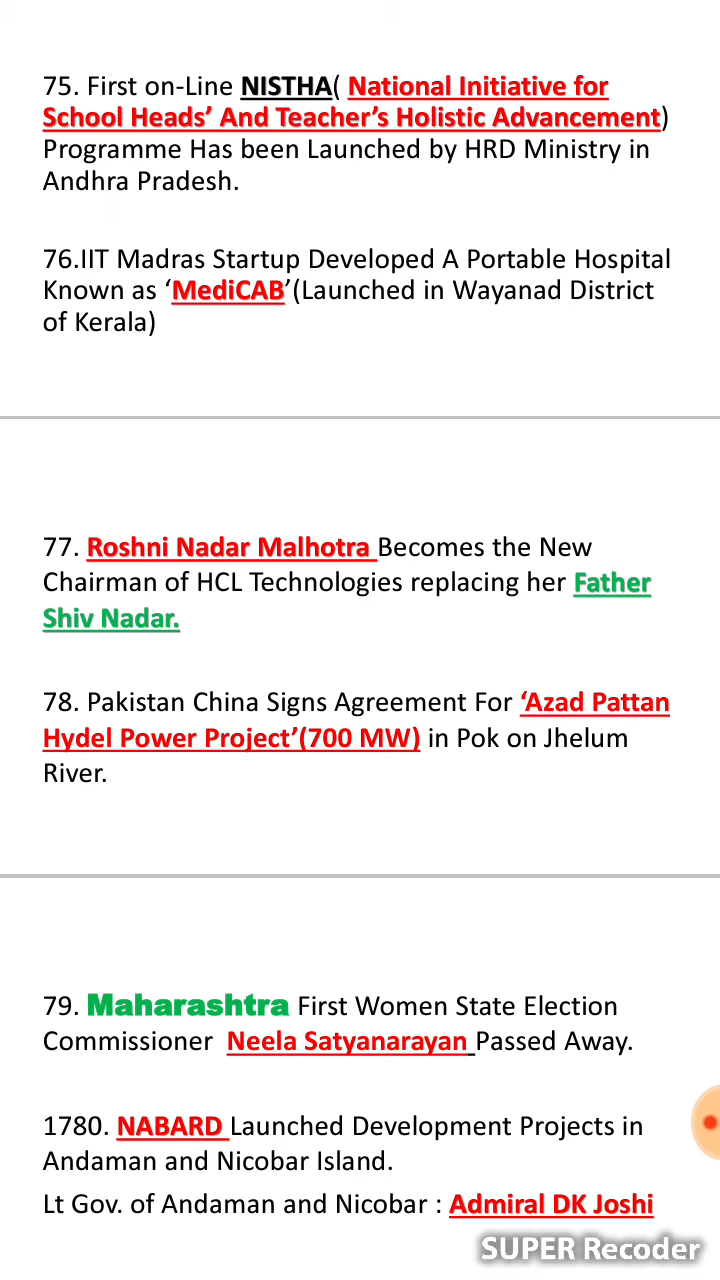 75. First on-Line NISTHA( National Initiative for
School Heads’ And Teacher’s Holistic Advancement)
Programme Has been Launched by HRD Ministry in
Andhra Pradesh.
76.IIT Madras Startup Developed A Portable Hospital
Known as ‘MediCAB’(Launched in Wayanad District
of Kerala)
77. Roshni Nadar Malhotra Becomes the New
Chairman of HCL Technologies replacing her Father
Shiv Nadar.
78. Pakistan China Signs Agreement For ‘Azad Pattan
Hydel Power Project’(700 MW) in Pok on Jhelum
River.
79. Maharashtra First Women State Election
Commissioner Neela Satyanarayan Passed Away.
1780. NABARD Launched Development Projects in
Andaman and Nicobar Island.
Lt Gov. of Andaman and Nicobar : Admiral DK Joshi
SUPER Recoder